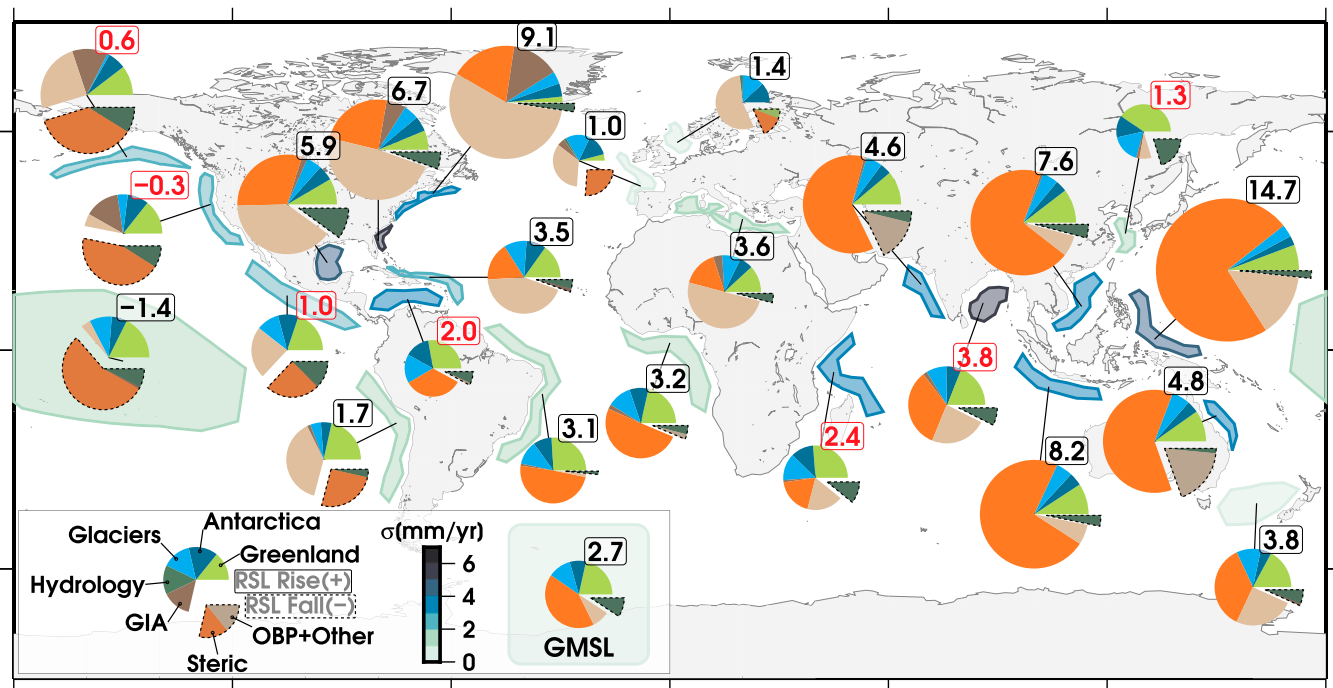 0.6
9.1
1.4
6.7
1.3
1.0
5.9
4.6
7.6
−0.3
14.7
3.5
3.6
−1.4
1.0
2.0
3.8
3.2
4.8
1.7
3.1
2.4
8.2
3.8
Glaciers
Antarctica
Greenland
Hydrology
RSL Rise(+)
RSL Fall(−)
GIA
OBP+Other
Steric
σ(mm/yr)
6
4
2
0
2.7
GMSL